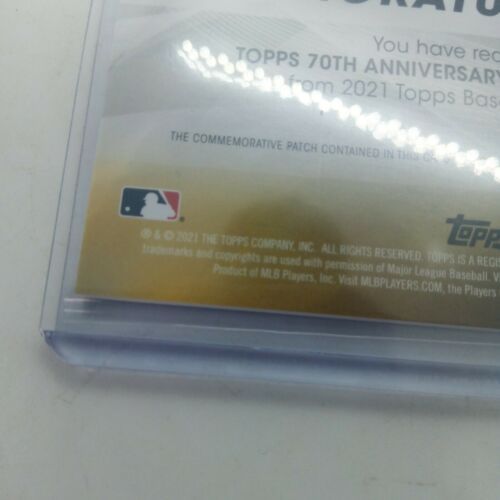 You have rec
TOPPS 70TH ANNIVERSARY
from 2021 Topps Bas
THE COMMEMORATIVE PATCH CONTAINED IN THIS CA
Topps
® & © 2021 THE TOPPS COMPANY, INC. ALL RIGHTS RESERVED. TOPPS IS A REGIS
trademarks and copyrights are used with permission of Major League Baseball. V
Product of MLB Players, Inc. Visit MLBPLAYERS.COM, the Players